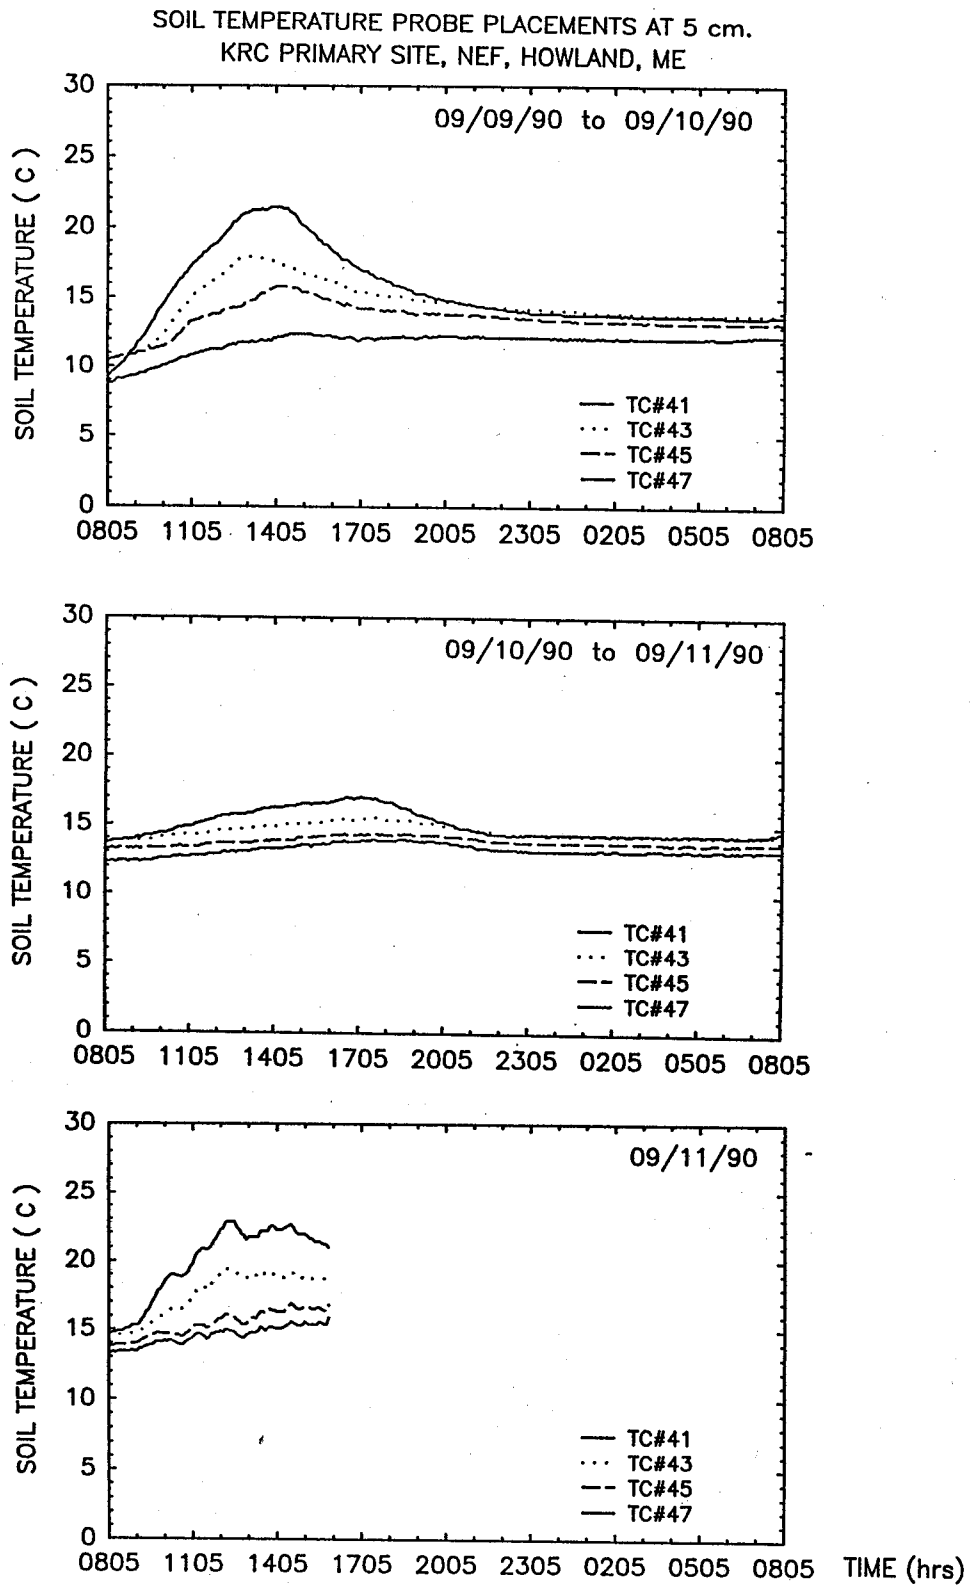 SOIL TEMPERATURE PROBE PLACEMENTS AT 5 cm.
KRC PRIMARY SITE, NEF, HOWLAND, ME
09/09/90 to 09/10/90
SOIL TEMPERATURE ( C )
30
25
20
15
10
5
0
TC#41
TC#43
TC#45
TC#47
0805 1105 1405 1705 2005 2305 0205 0505 0805
09/10/90 to 09/11/90
SOIL TEMPERATURE ( C )
30
25
20
15
10
5
0
TC#41
TC#43
TC#45
TC#47
0805 1105 1405 1705 2005 2305 0205 0505 0805
09/11/90
SOIL TEMPERATURE ( C )
30
25
20
15
10
5
0
TC#41
TC#43
TC#45
TC#47
0805 1105 1405 1705 2005 2305 0205 0505 0805 TIME (hrs)